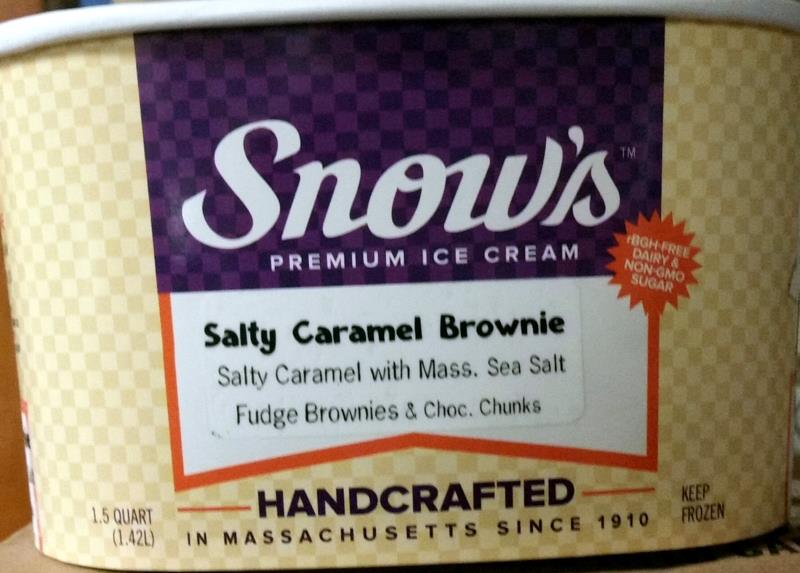 Snow's™
PREMIUM ICE CREAM
rBGH FREE
DAIRY &
NON-GMO
SUGAR
Salty Caramel Brownie
Salty Caramel with Mass. Sea Salt
Fudge Brownies & Choc. Chunks
HANDCRAFTED
IN MASSACHUSETTS SINCE 1910
1.5 QUART
(1.42L)
KEEP
FROZEN